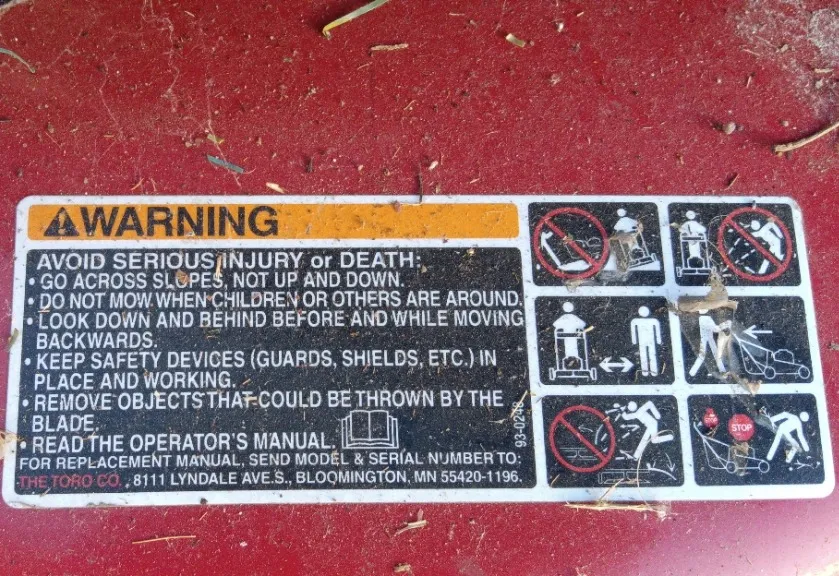 WARNING
AVOID SERIOUS INJURY or DEATH:
• GO ACROSS SLOPES, NOT UP AND DOWN.
• DO NOT MOW WHEN CHILDREN OR OTHERS ARE AROUND.
• LOOK DOWN AND BEHIND BEFORE AND WHILE MOVING
BACKWARDS.
• KEEP SAFETY DEVICES (GUARDS, SHIELDS, ETC.) IN
PLACE AND WORKING.
• REMOVE OBJECTS THAT COULD BE THROWN BY THE
BLADE.
• READ THE OPERATOR'S MANUAL.
FOR REPLACEMENT MANUAL, SEND MODEL & SERIAL NUMBER TO:
THE TORO CO., 8111 LYNDALE AVE.S., BLOOMINGTON, MN 55420-1196.
STOP